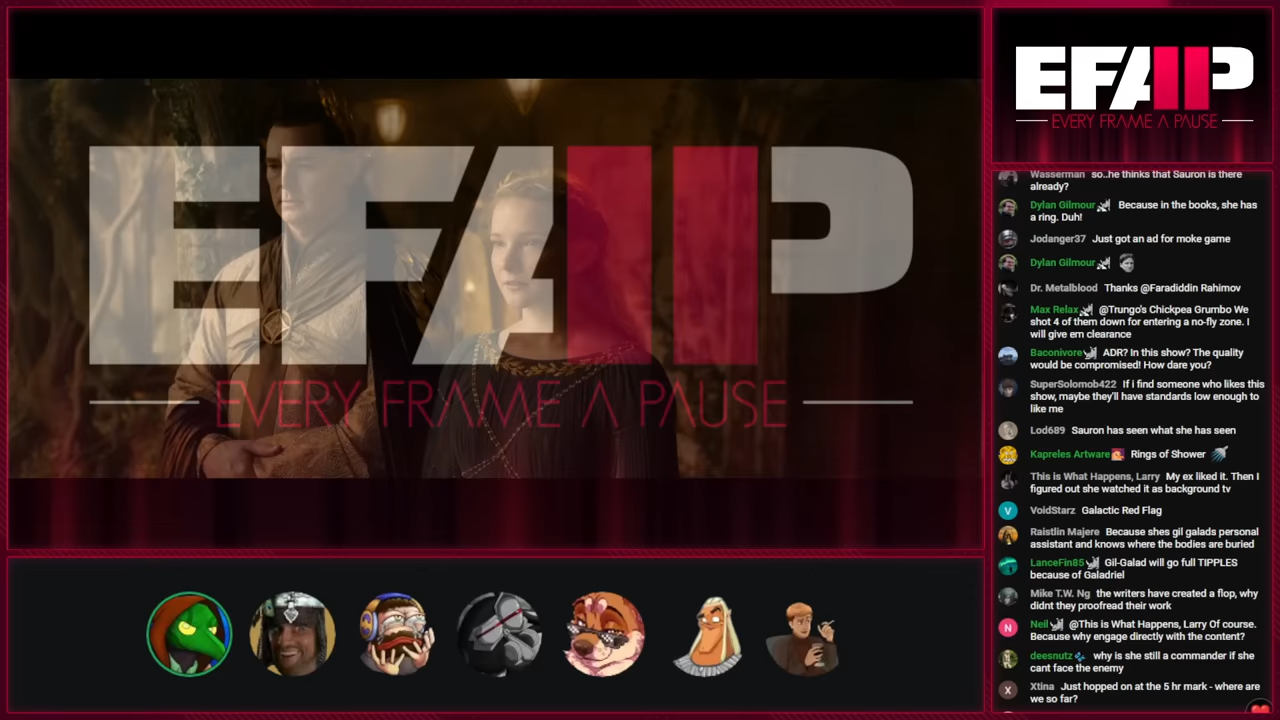 EFAP
EVERY FRAME A PAUSE
EFAP
EVERY FRAME A PAUSE
Wasserman so..he thinks that Sauron is there
already?
Dylan Gilmour Because in the books, she has
a ring. Duh!
Jodanger37 Just got an ad for moke game
Dylan Gilmour
Dr. Metalblood Thanks @Faradiddin Rahimov
Max Relax @Trungo's Chickpea Grumbo We
shot 4 of them down for entering a no-fly zone. I
will give em clearance
Baconivore ADR? In this show? The quality
would be compromised! How dare you?
SuperSolomob422 If i find someone who likes this
show, maybe they'll have standards low enough to
like me
Lod689 Sauron has seen what she has seen
Kapreles Artware Rings of Shower
This is What Happens, Larry My ex liked it. Then I
figured out she watched it as background tv
V
VoidStarz Galactic Red Flag
Raistlin Majere Because shes gil galads personal
assistant and knows where the bodies are buried
LanceFin85 Gil-Galad will go full TIPPLES
because of Galadriel
Mike T.W. Ng the writers have created a flop, why
didnt they proofread their work
N
Neil @This is What Happens, Larry Of course.
Because why engage directly with the content?
deesnutz why is she still a commander if she
cant face the enemy
X
Xtina Just hopped on at the 5 hr mark - where are
we so far?